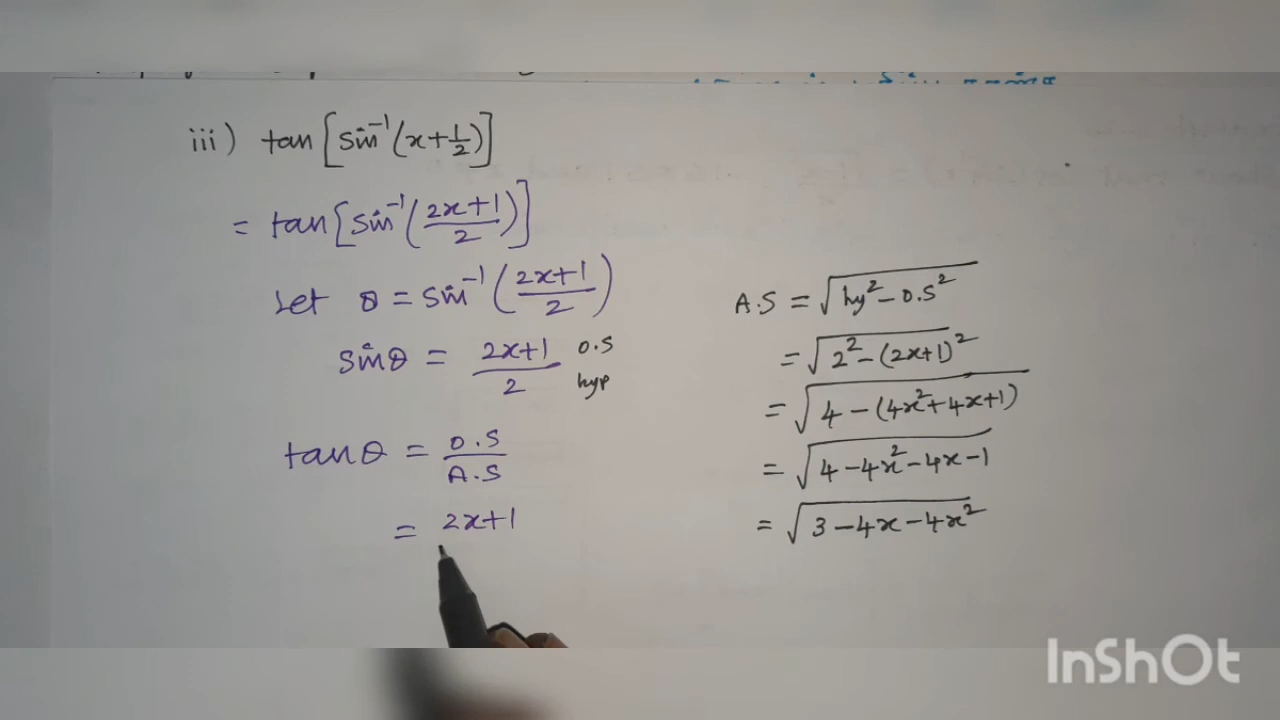 iii) tan[sin⁻¹(x+1/2)]
= tan[sin⁻¹((2x+1)/2)]
Let θ = sin⁻¹((2x+1)/2)
sinθ = (2x+1)/2 O.S hyp
tanθ = O.S/A.S
= 2x+1
A.S = √(hy² - O.S²)
= √(2² - (2x+1)²)
= √(4 - (4x²+4x+1))
= √(4 - 4x² - 4x - 1)
= √(3 - 4x - 4x²)
InShOt